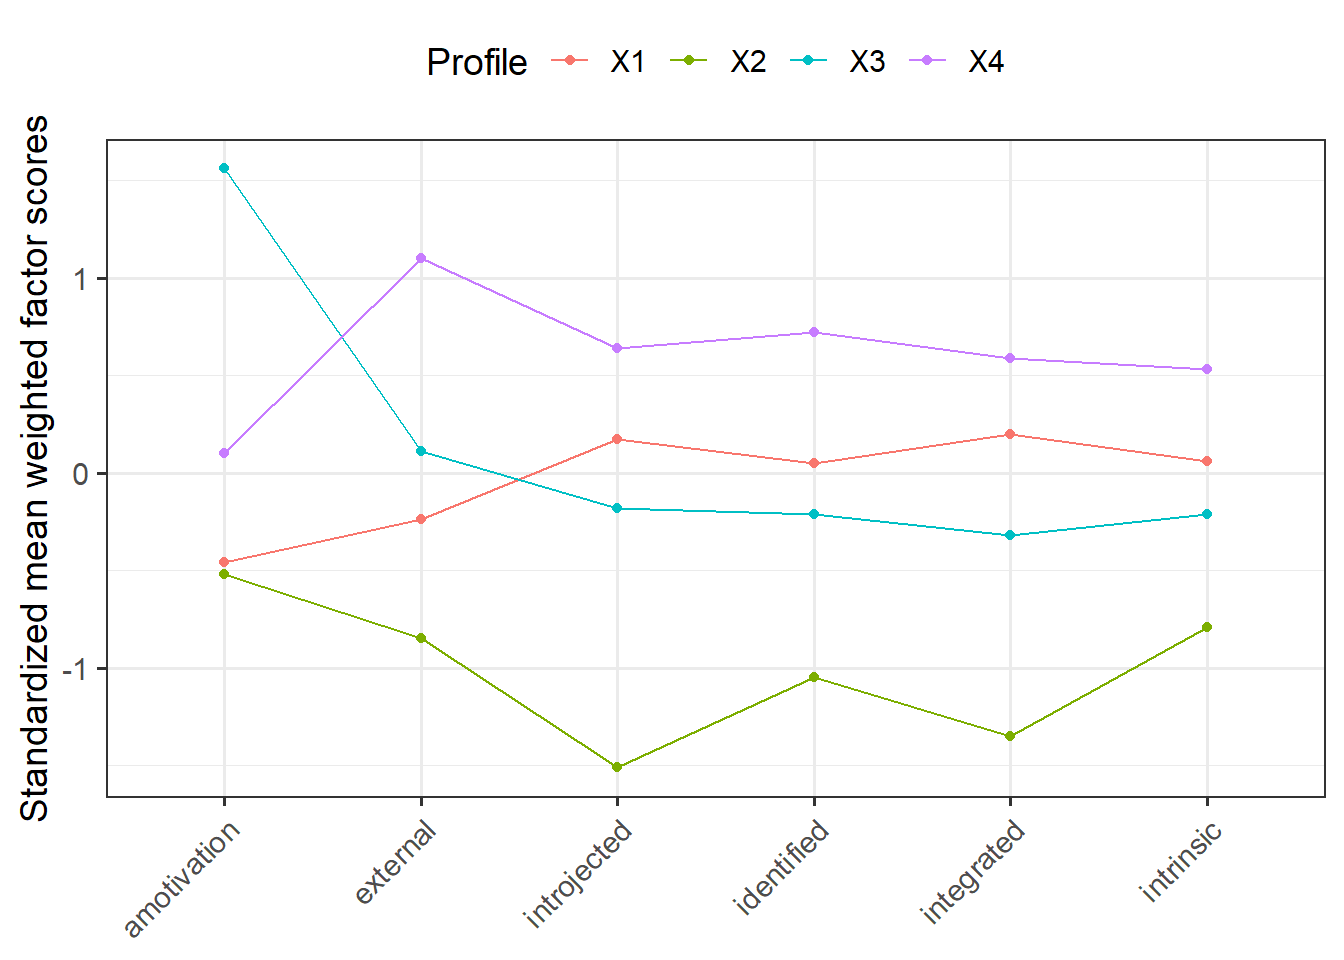 Profile X1 X2 X3 X4
Standardized mean weighted factor scores
1
0
-1
amotivation
external
introjected
identified
integrated
intrinsic